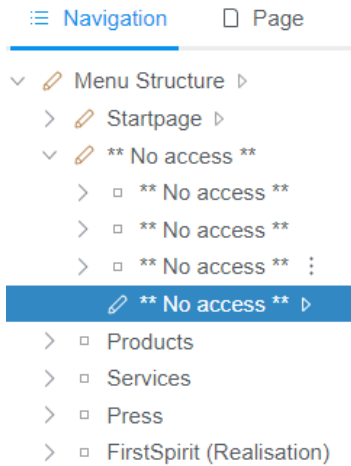 Navigation Page
Menu Structure
Startpage
** No access **
** No access **
** No access **
** No access **
** No access **
Products
Services
Press
FirstSpirit (Realisation)